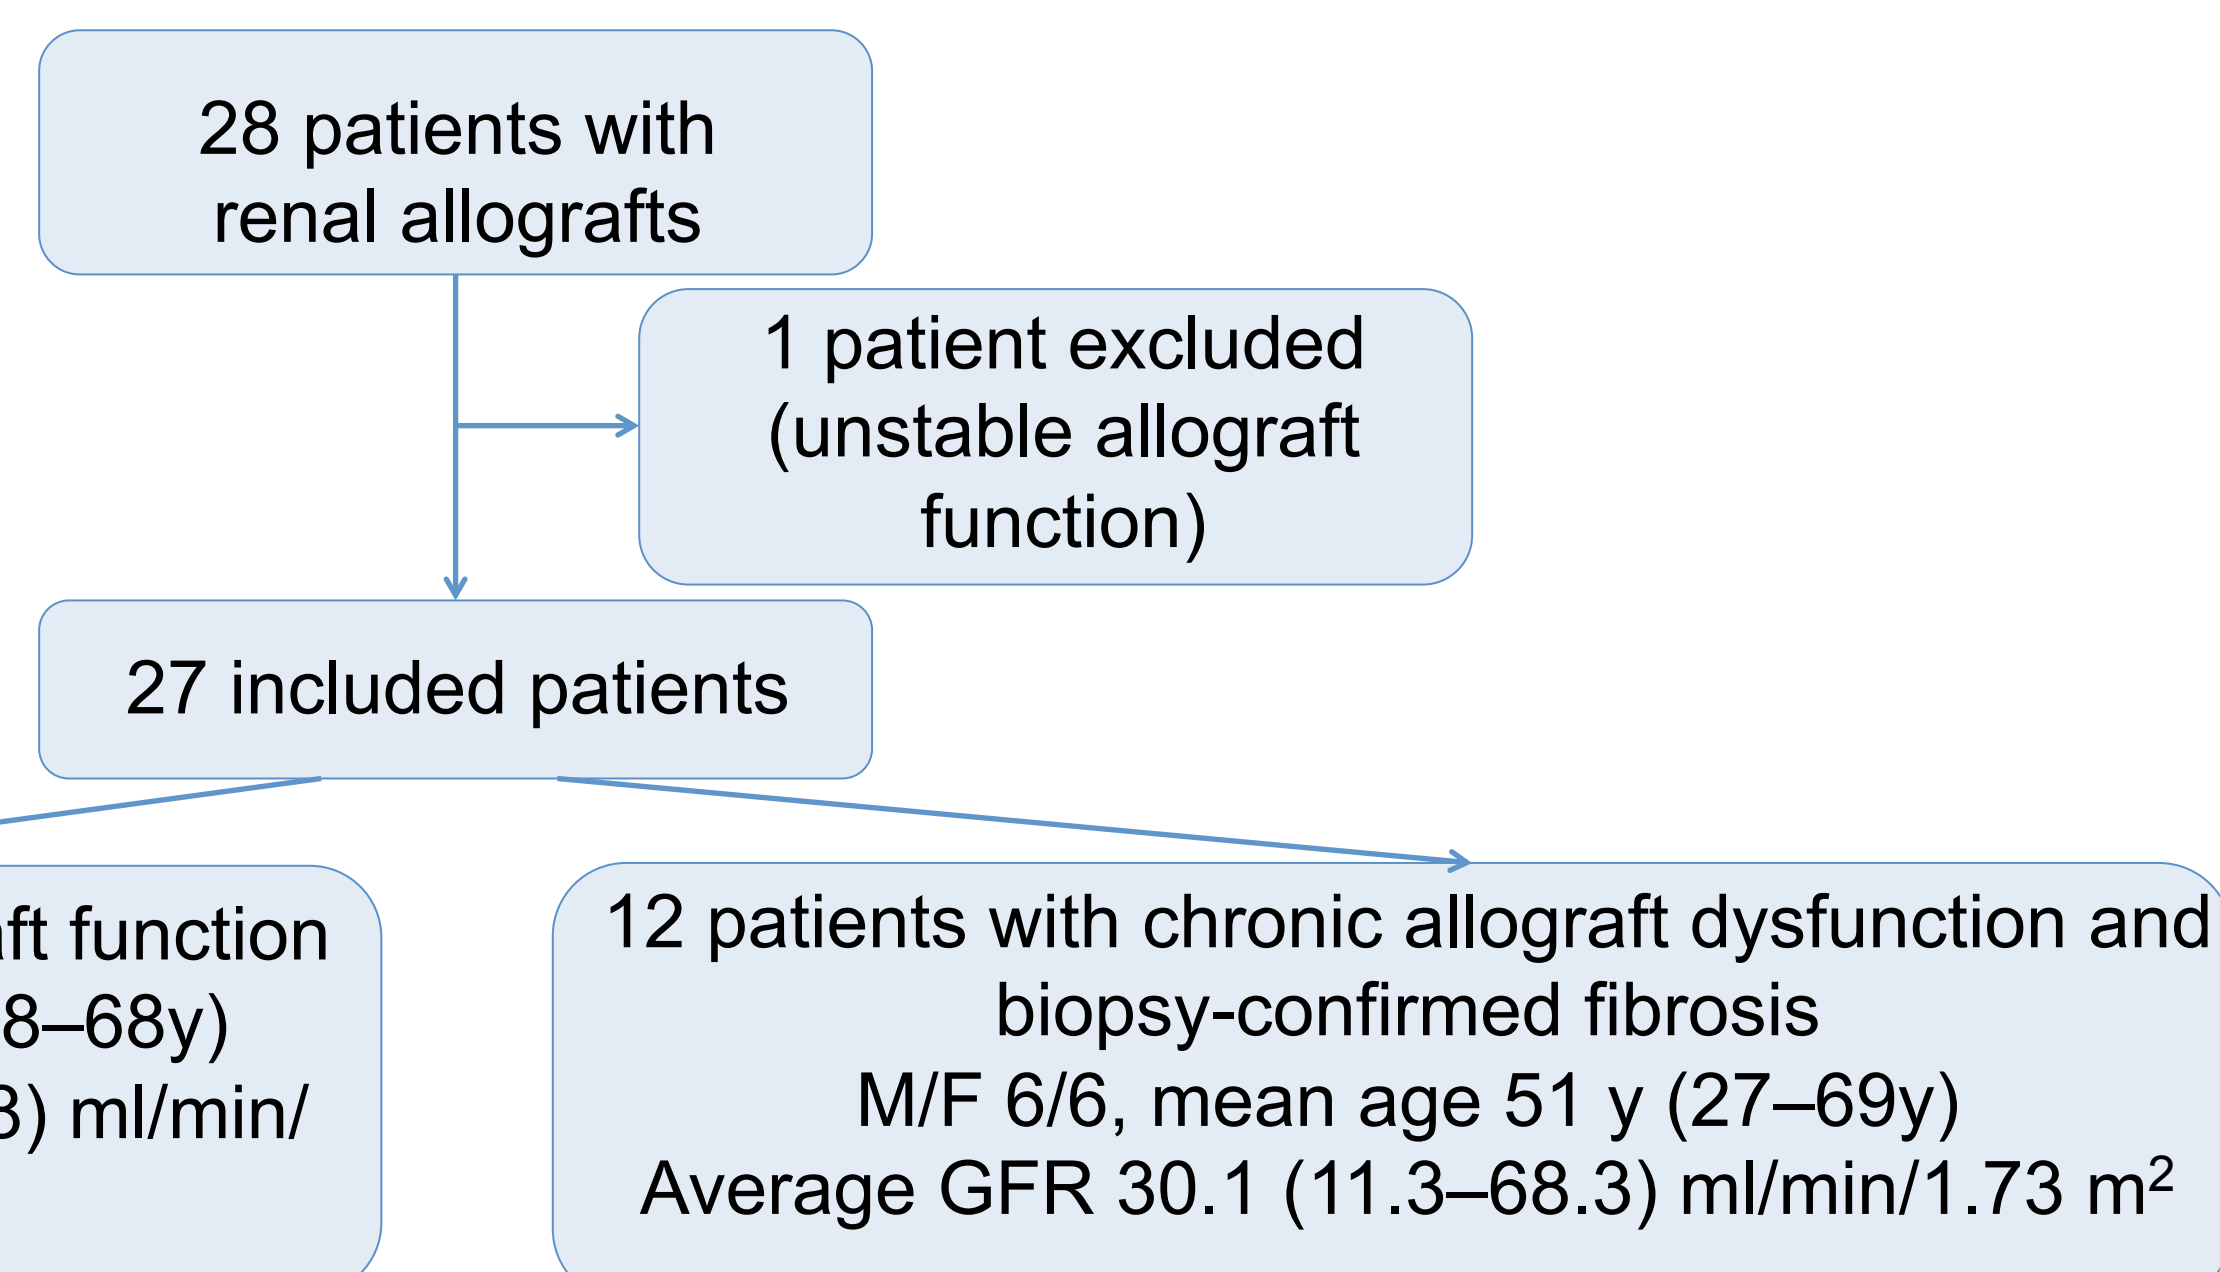 28 patients with
renal allografts
1 patient excluded
(unstable allograft
function)
27 included patients
function
8–68y)
ml/min/
12 patients with chronic allograft dysfunction and
biopsy-confirmed fibrosis
M/F 6/6, mean age 51 y (27–69y)
Average GFR 30.1 (11.3–68.3) ml/min/1.73 m²